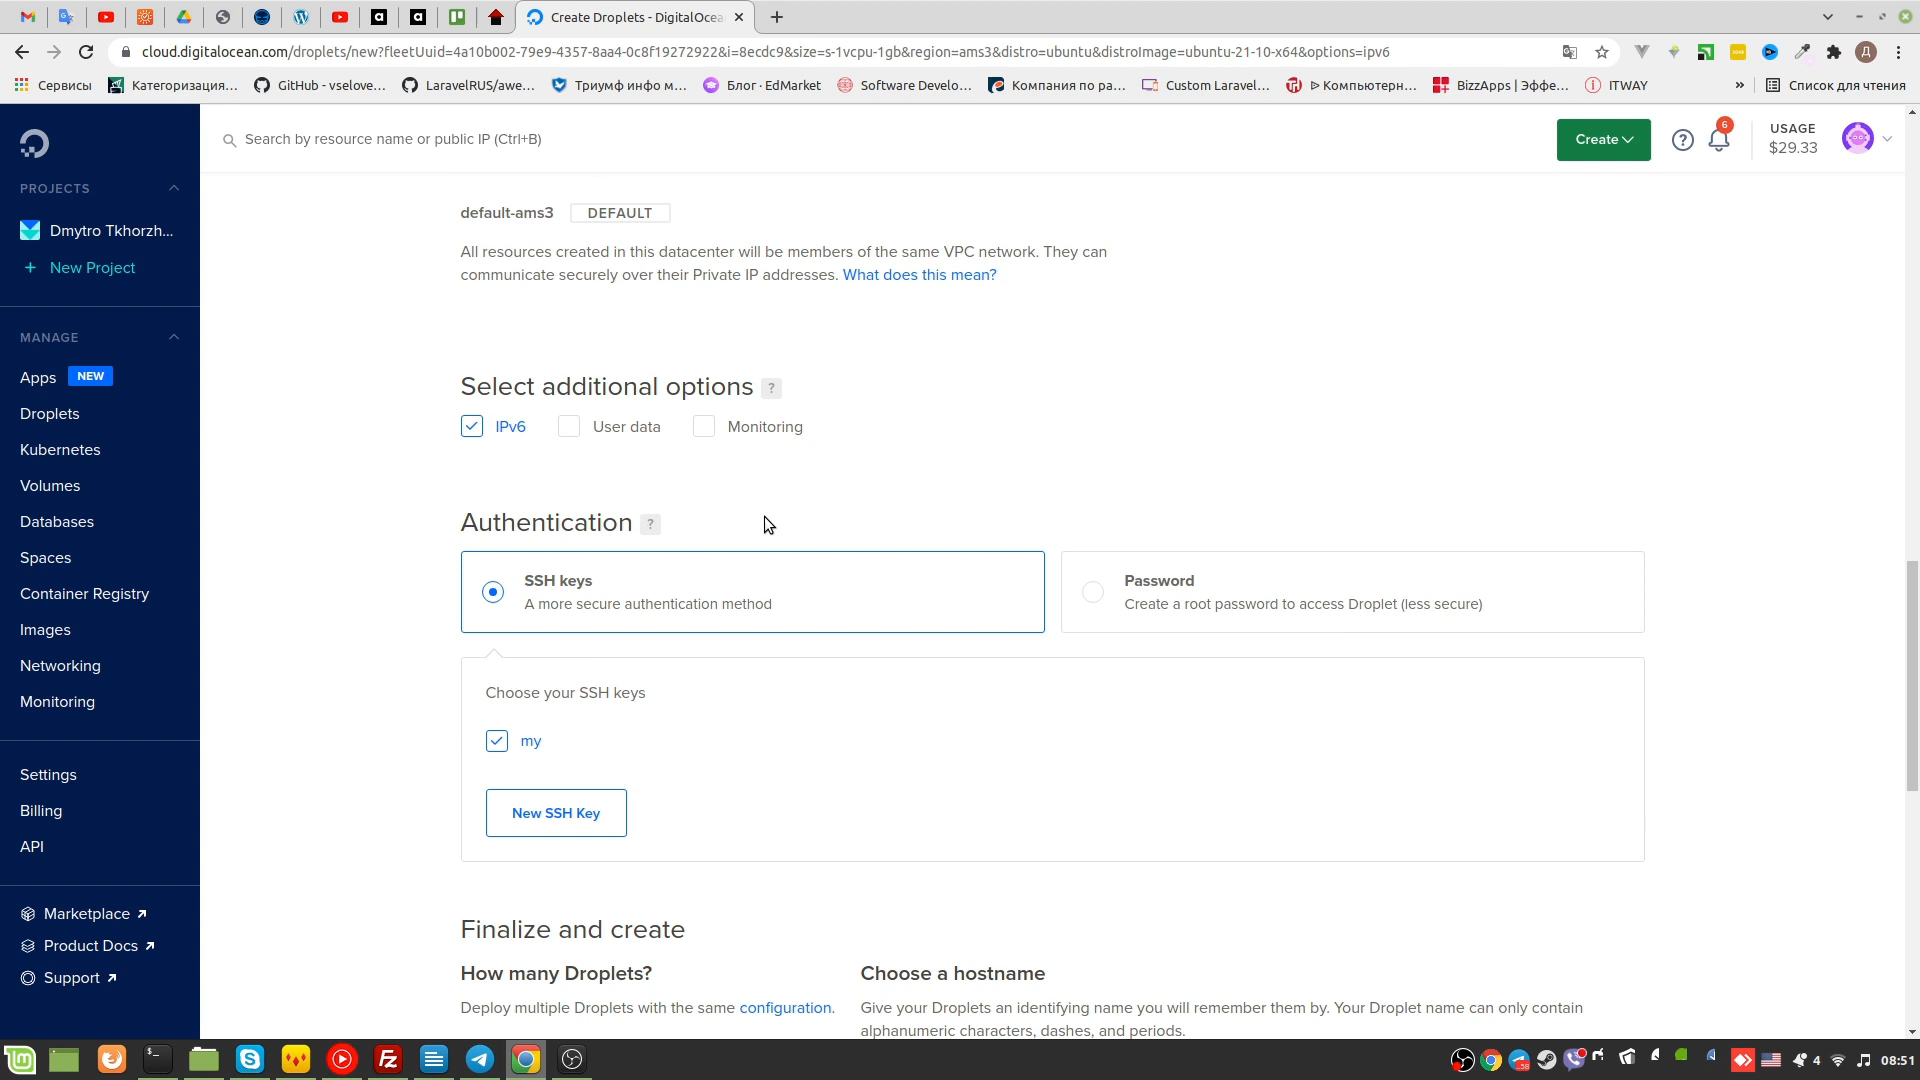 Create Droplets - DigitalOcea
cloud.digitalocean.com/droplets/new?fleetUuid=4a10b002-79e9-4357-8aa4-0c8f19272922&i=8ecdc9&size=s-1vcpu-1gb&region=ams3&distro=ubuntu&distroImage=ubuntu-21-10-x64&options=ipv6
Д
Сервисы
Категоризация...
GitHub - vselove...
LaravelRUS/awe...
Триумф инфо м...
Блог · EdMarket
Software Develo...
Компания по ра...
Custom Laravel...
ᐅ Компьютерн...
BizzApps | Эффе...
ITWAY
»
Список для чтения
Search by resource name or public IP (Ctrl+B)
Create
6
USAGE
$29.33
PROJECTS
Dmytro Tkhorzh...
+ New Project
MANAGE
Apps NEW
Droplets
Kubernetes
Volumes
Databases
Spaces
Container Registry
Images
Networking
Monitoring
Settings
Billing
API
Marketplace
Product Docs
Support
default-ams3 DEFAULT
All resources created in this datacenter will be members of the same VPC network. They can
communicate securely over their Private IP addresses. What does this mean?
Select additional options ?
IPv6 User data Monitoring
Authentication ?
SSH keys
A more secure authentication method
Password
Create a root password to access Droplet (less secure)
Choose your SSH keys
my
New SSH Key
Finalize and create
How many Droplets?
Deploy multiple Droplets with the same configuration.
Choose a hostname
Give your Droplets an identifying name you will remember them by. Your Droplet name can only contain
alphanumeric characters, dashes, and periods.
4
08:51